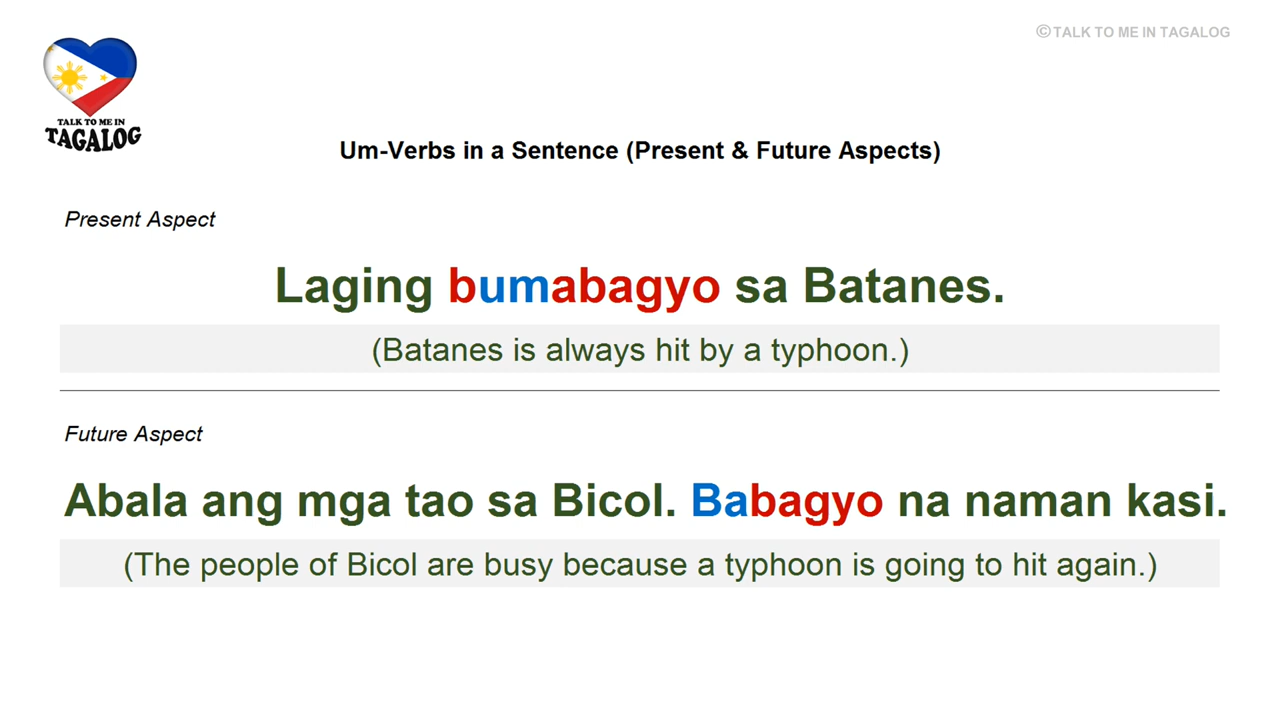 ©TALK TO ME IN TAGALOG
TALK TO ME IN
TAGALOG
Um-Verbs in a Sentence (Present & Future Aspects)
Present Aspect
Laging bumabagyo sa Batanes.
(Batanes is always hit by a typhoon.)
Future Aspect
Abala ang mga tao sa Bicol. Babagyo na naman kasi.
(The people of Bicol are busy because a typhoon is going to hit again.)